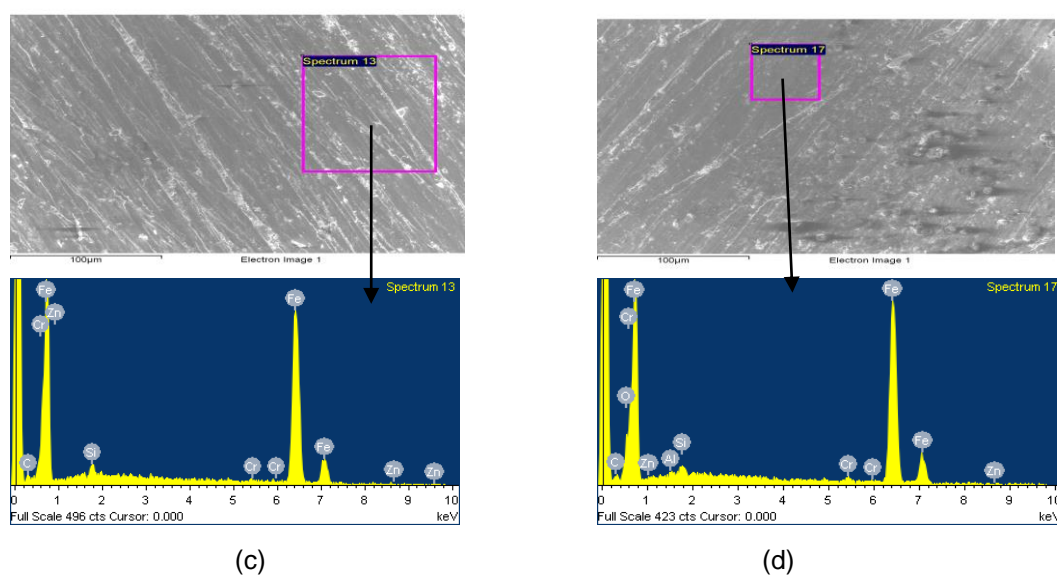 Spectrum 13
100µm
Electron Image 1
Spectrum 13
Fe
Cr
Zn
C
Si
Cr
Cr
Fe
Fe
Zn
Zn
0 1 2 3 4 5 6 7 8 9 10
Full Scale 496 cts Cursor: 0.000
keV
(c)
Spectrum 17
100µm
Electron Image 1
Spectrum 17
Fe
Cr
O
C
Zn
Al
Si
Cr
Cr
Fe
Fe
Zn
0 1 2 3 4 5 6 7 8 9 10
Full Scale 423 cts Cursor: 0.000
keV
(d)